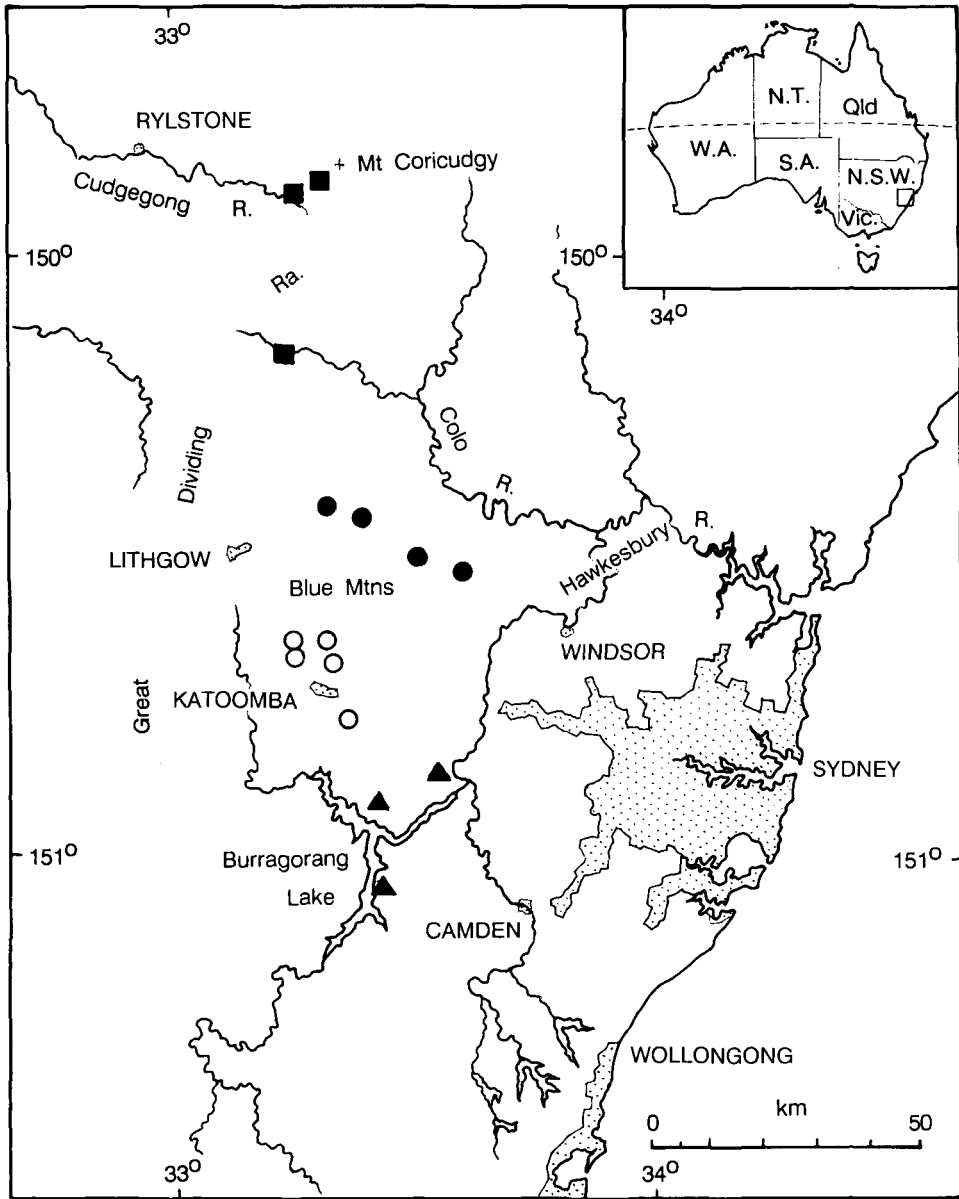 33°
RYLSTONE
+ Mt Coricudgy
Cudgegong
R.
150°
150°
Ra.
N.T.
Qld
W.A.
S.A.
N.S.W.
Vic.
34°
Colo
R.
Dividing
R.
Hawkesbury
LITHGOW
Blue Mtns
WINDSOR
KATOOMBA
Great
SYDNEY
151°
Burragorang
151°
Lake
CAMDEN
WOLLONGONG
km
0 50
33°
34°